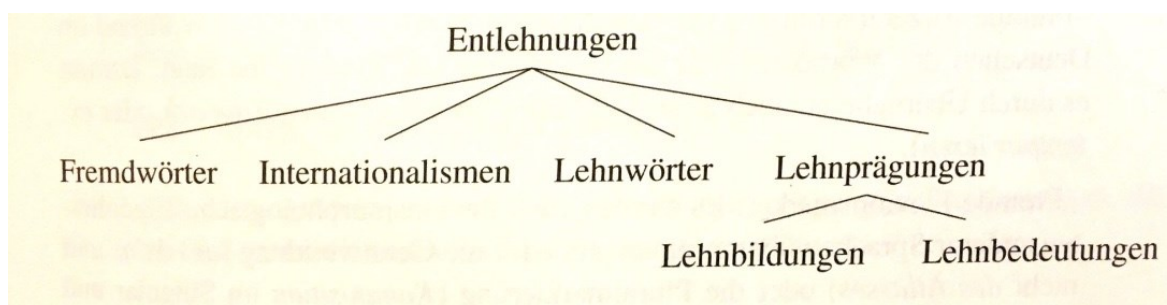 Entlehnungen
Fremdwörter Internationalismen Lehnwörter Lehnprägungen
Lehnbildungen Lehnbedeutungen